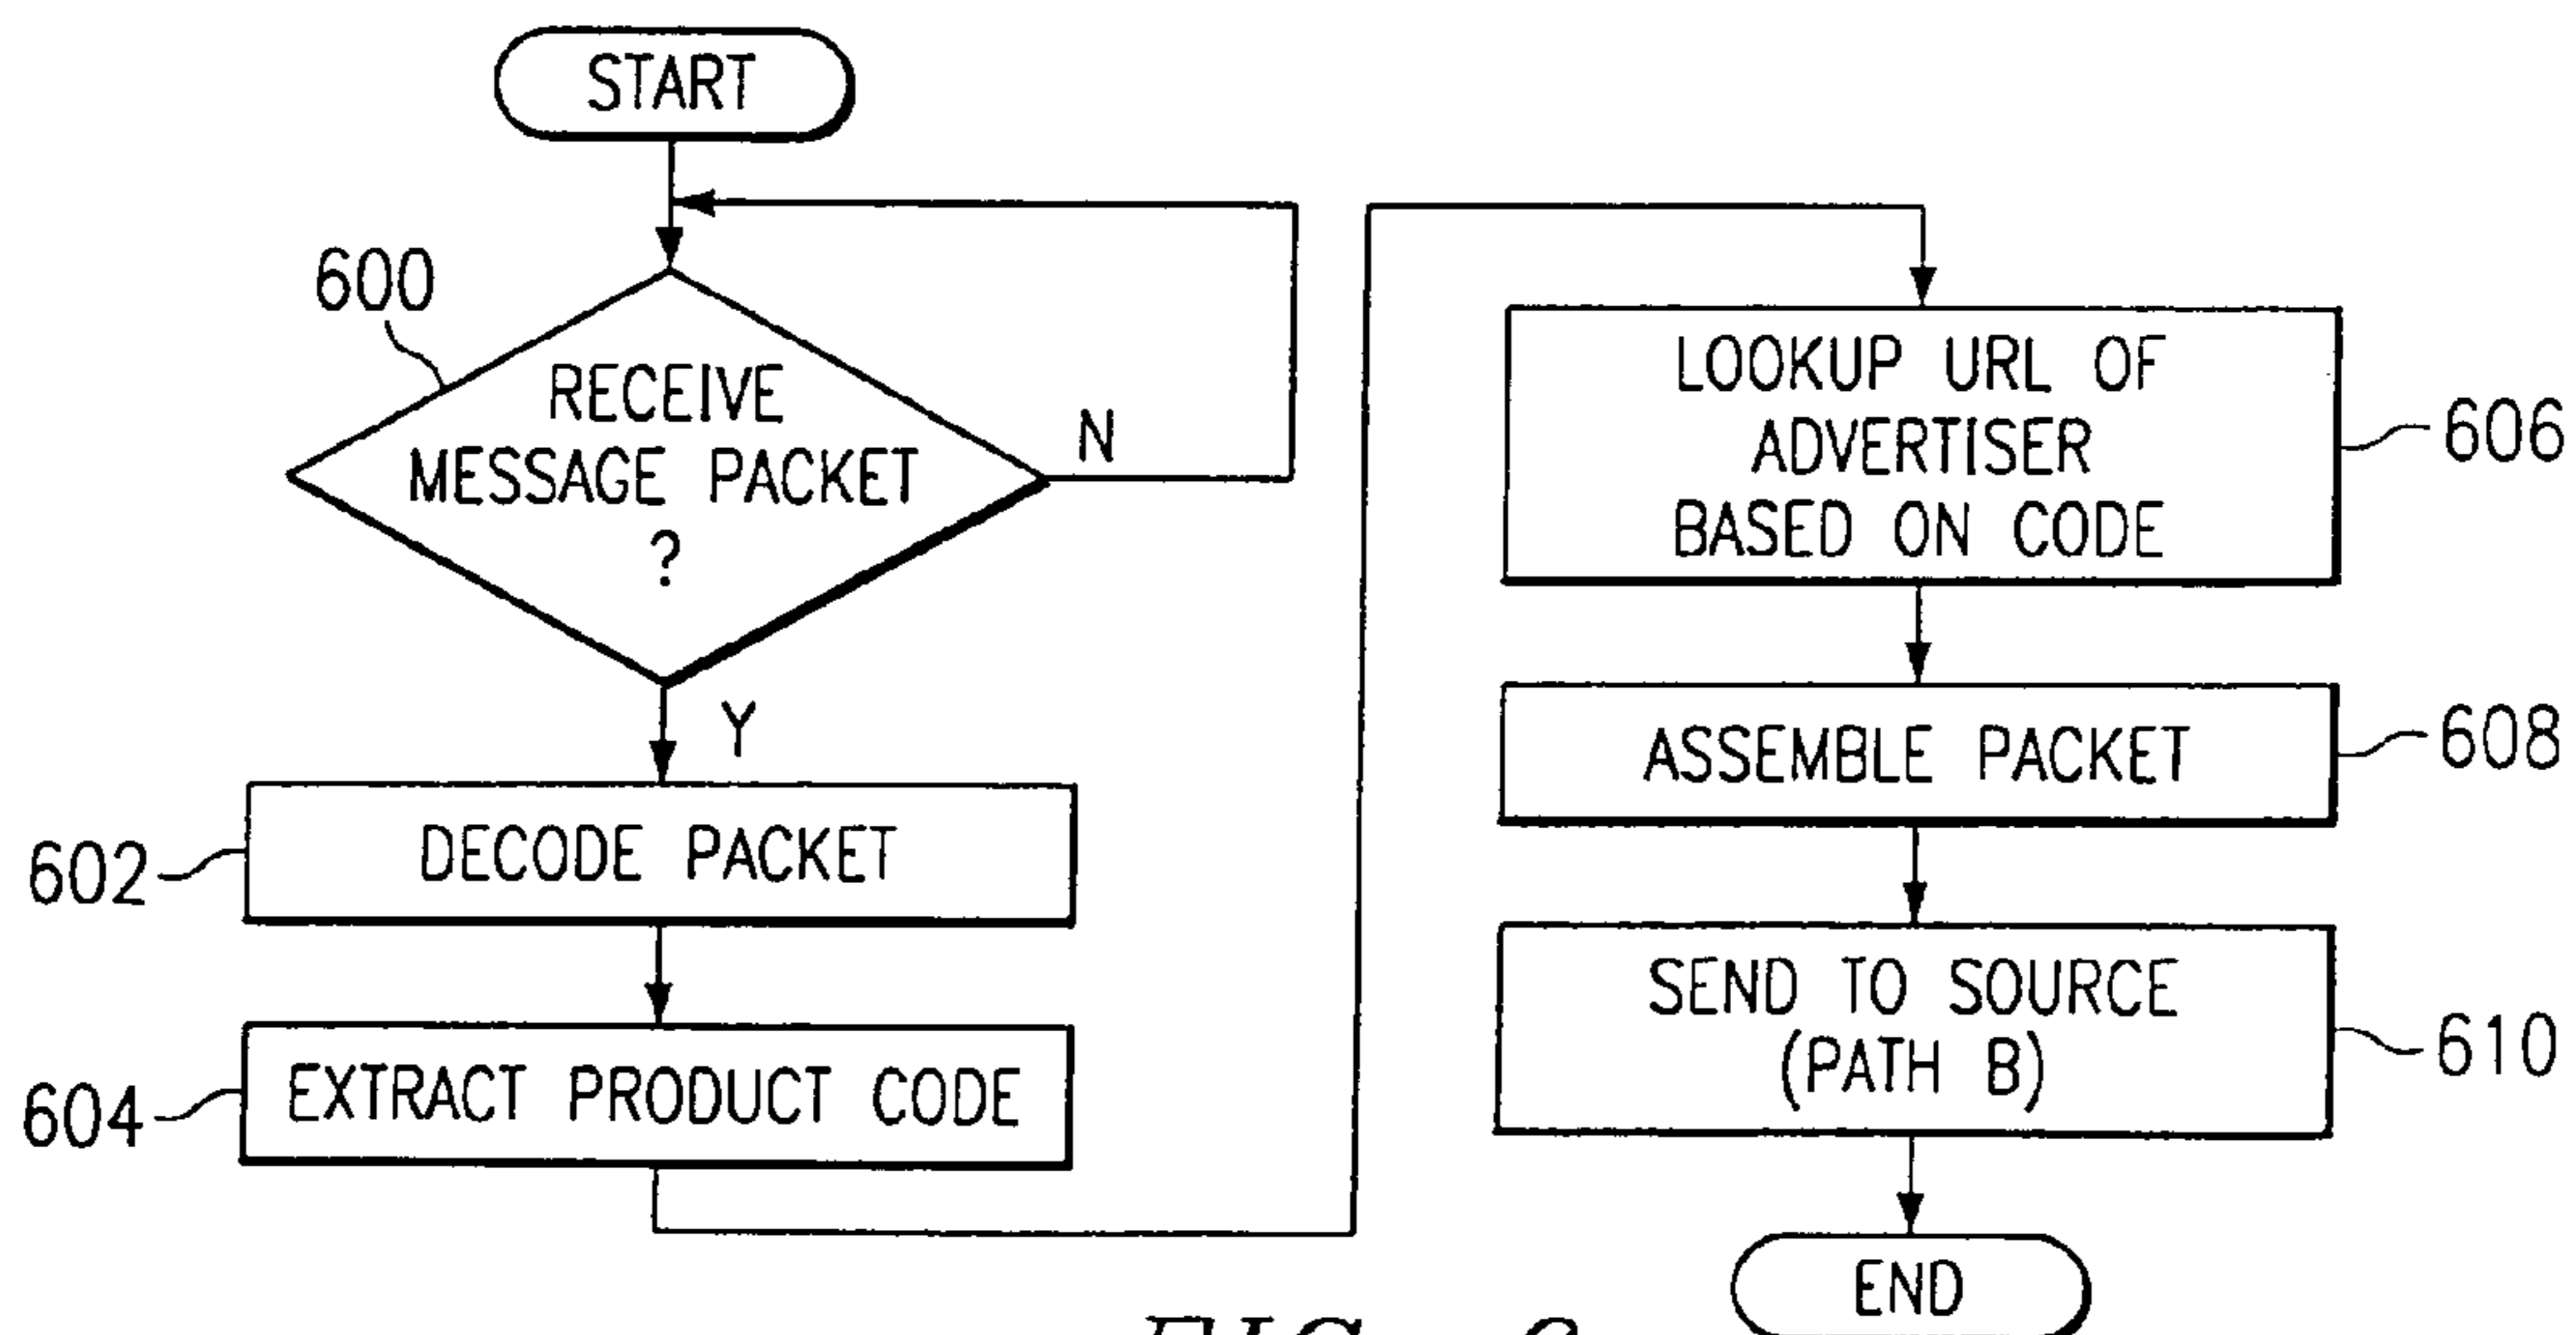 START
600
RECEIVE
MESSAGE PACKET
?
N
Y
602
DECODE PACKET
604
EXTRACT PRODUCT CODE
LOOKUP URL OF
ADVERTISER
BASED ON CODE
606
ASSEMBLE PACKET
608
SEND TO SOURCE
(PATH B)
610
END